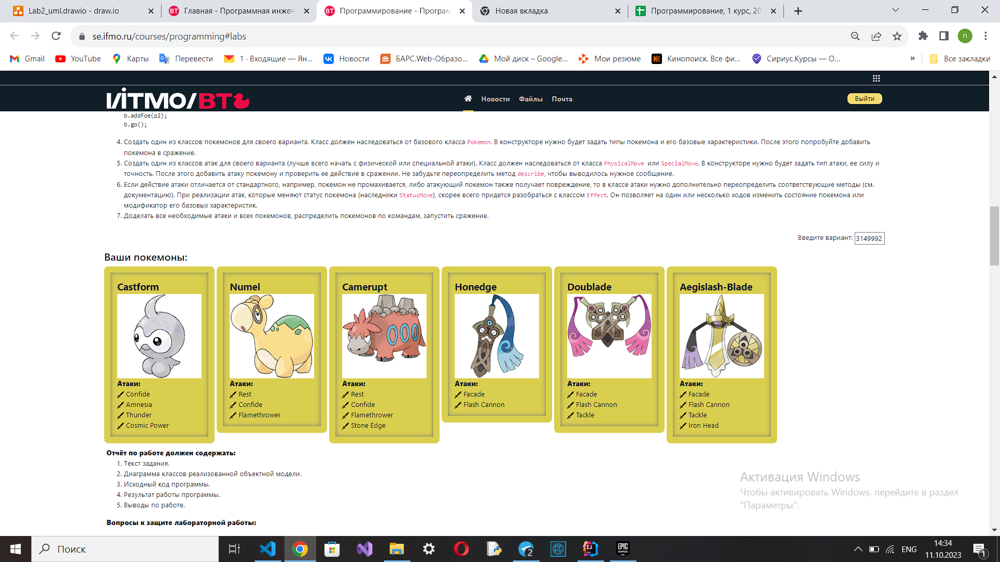 Lab2_uml.drawio - draw.io
Главная - Программная инжен
Программирование - Програм
Новая вкладка
Программирование, 1 курс, 20
se.ifmo.ru/courses/programming#labs
n
Gmail
YouTube
Карты
Перевести
1 · Входящие — Ян...
Новости
БАРС.Web-Образо...
Мой диск – Google...
Мои резюме
Кинопоиск. Все фи...
Сириус.Курсы — О...
»
Все закладки
ИТМО/ВТ
Новости
Файлы
Почта
Выйти
b.addFoe(p2);
b.go();
4. Создать один из классов покемонов для своего варианта. Класс должен наследоваться от базового класса Pokemon. В конструкторе нужно будет задать типы покемона и его базовые характеристики. После этого попробуйте добавить
покемона в сражение.
5. Создать один из классов атак для своего варианта (лучше всего начать с физической или специальной атаки). Класс должен наследоваться от класса PhysicalMove или SpecialMove. В конструкторе нужно будет задать тип атаки, ее силу и
точность. После этого добавить атаку покемону и проверить ее действие в сражении. Не забудьте переопределить метод describe, чтобы выводилось нужное сообщение.
6. Если действие атаки отличается от стандартного, например, покемон не промахивается, либо атакующий покемон также получает повреждение, то в классе атаки нужно дополнительно переопределить соответствующие методы (см.
документацию). При реализации атак, которые меняют статус покемона (наследники StatusMove), скорее всего придется разобраться с классом Effect. Он позволяет на один или несколько ходов изменить состояние покемона или
модификатор его базовых характеристик.
7. Доделать все необходимые атаки и всех покемонов, распределить покемонов по командам, запустить сражение.
Введите вариант: 3149992
Ваши покемоны:
Castform
Атаки:
Confide
Amnesia
Thunder
Cosmic Power
Numel
Атаки:
Rest
Confide
Flamethrower
Camerupt
Атаки:
Rest
Confide
Flamethrower
Stone Edge
Honedge
Атаки:
Facade
Flash Cannon
Doublade
Атаки:
Facade
Flash Cannon
Tackle
Aegislash-Blade
Атаки:
Facade
Flash Cannon
Tackle
Iron Head
Отчёт по работе должен содержать:
1. Текст задания.
2. Диаграмма классов реализованной объектной модели.
3. Исходный код программы.
4. Результат работы программы.
5. Выводы по работе.
Вопросы к защите лабораторной работы:
Активация Windows
Чтобы активировать Windows, перейдите в раздел
"Параметры".
Поиск
2
IJ
EPIC
GAMES
ENG
14:34
11.10.2023
1